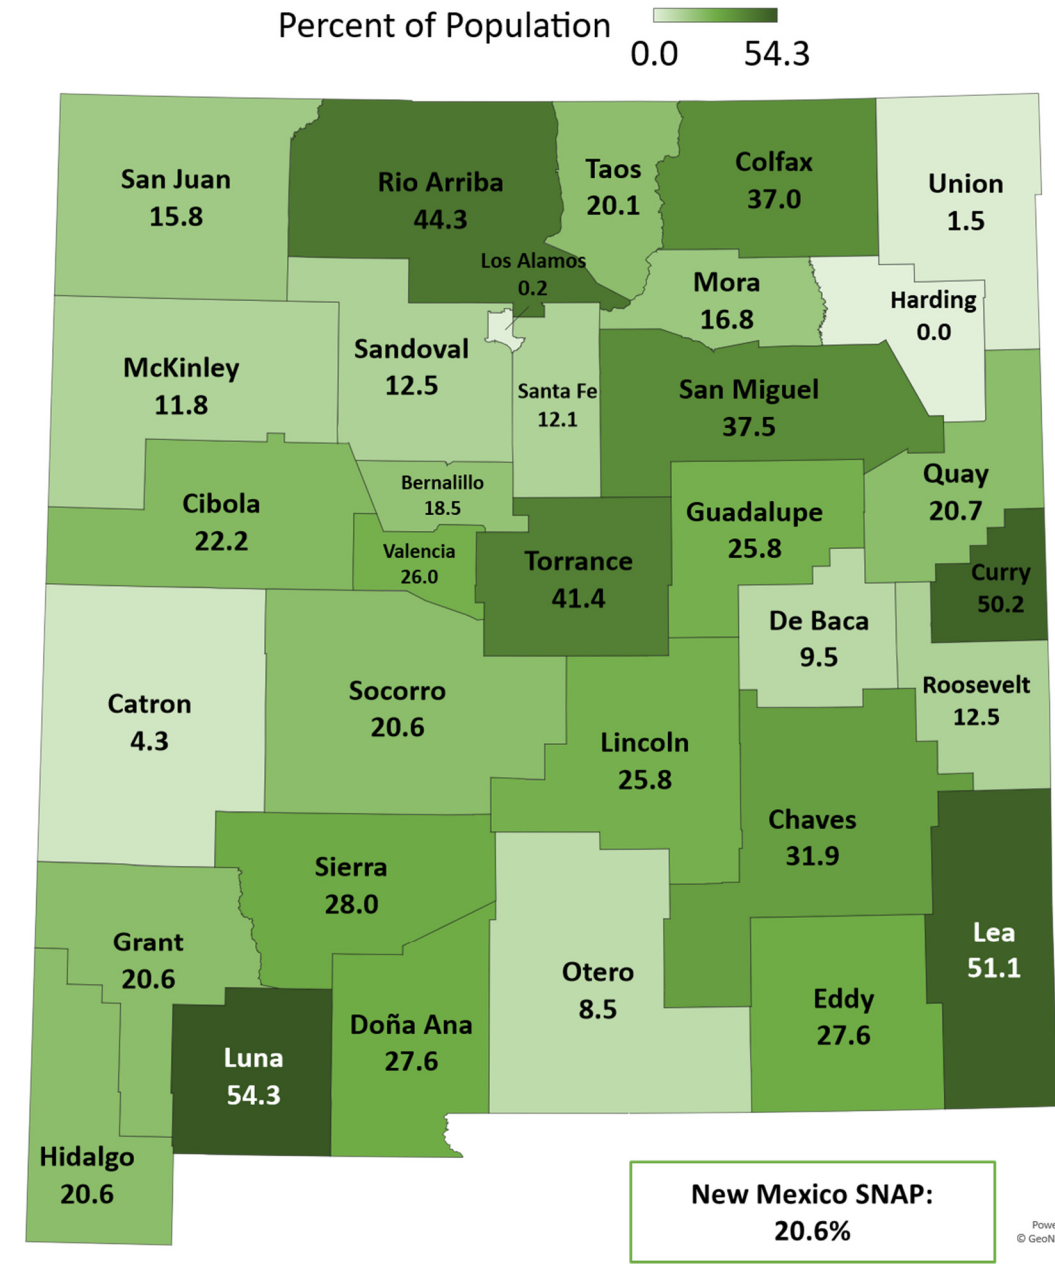 Percent of Population
0.0 54.3
San Juan
15.8
Rio Arriba
44.3
Taos
20.1
Colfax
37.0
Union
1.5
Los Alamos
0.2
Mora
16.8
Harding
0.0
McKinley
11.8
Sandoval
12.5
Santa Fe
12.1
San Miguel
37.5
Quay
20.7
Cibola
22.2
Bernalillo
18.5
Valencia
26.0
Torrance
41.4
Guadalupe
25.8
Curry
50.2
De Baca
9.5
Roosevelt
12.5
Catron
4.3
Socorro
20.6
Lincoln
25.8
Chaves
31.9
Sierra
28.0
Grant
20.6
Otero
8.5
Lea
51.1
Eddy
27.6
Doña Ana
27.6
Luna
54.3
Hidalgo
20.6
New Mexico SNAP:
20.6%
Powe
© GeoN